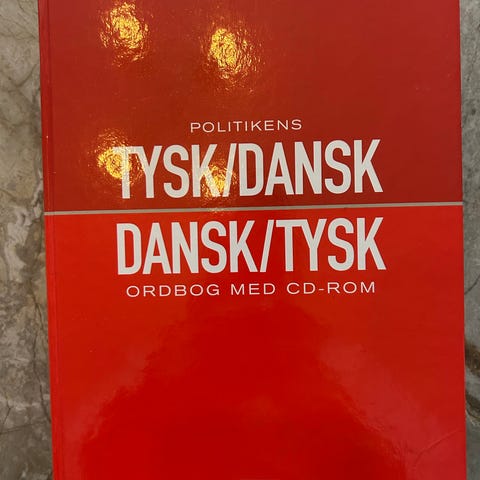 POLITIKENS
TYSK/DANSK
DANSK/TYSK
ORDBOG MED CD-ROM